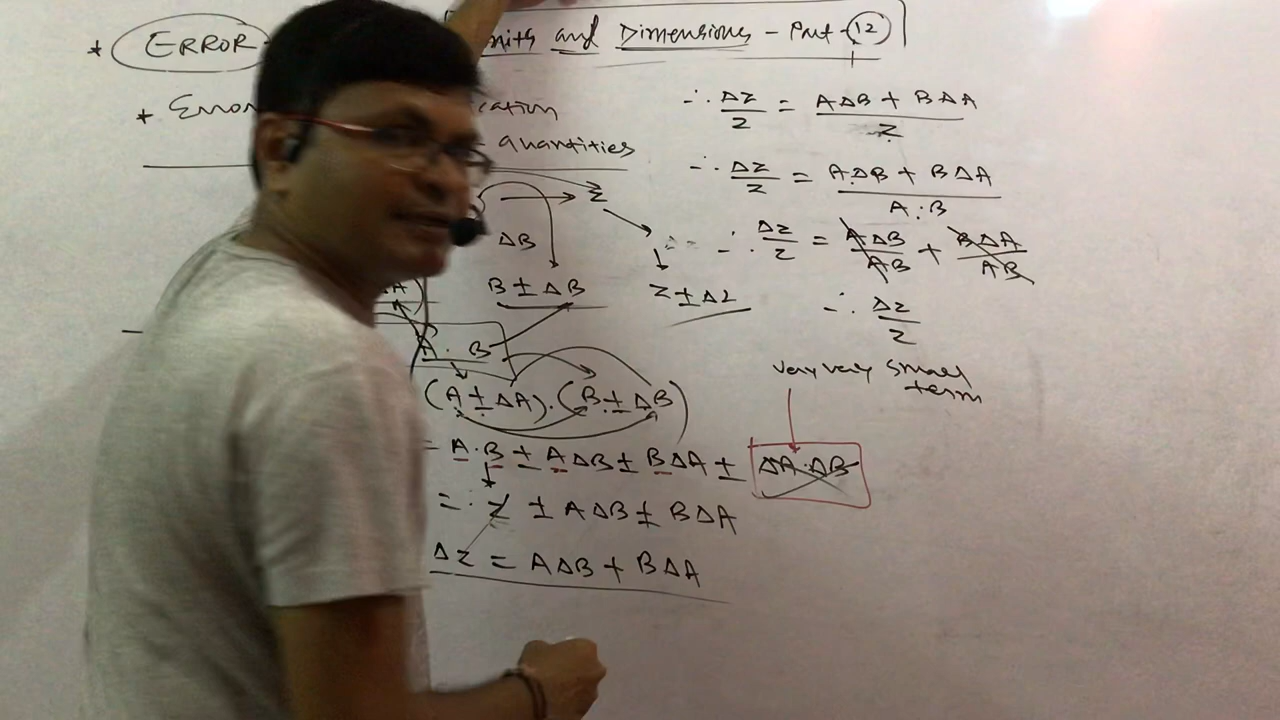 * ERROR
and Dimensions - Part - 12
* Error
quantities
Z
ΔB
B ± ΔB
Z ± ΔZ
A . B
(A ± ΔA) . (B ± ΔB)
= A.B ± AΔB ± BΔA ± ΔA.ΔB
= Z ± AΔB ± BΔA
ΔZ = AΔB + BΔA
∴ ΔZ/Z = AΔB + BΔA / Z
∴ ΔZ/Z = AΔB + BΔA / A.B
∴ ΔZ/Z = AΔB/AB + BΔA/AB
∴ ΔZ/Z
very very small
term